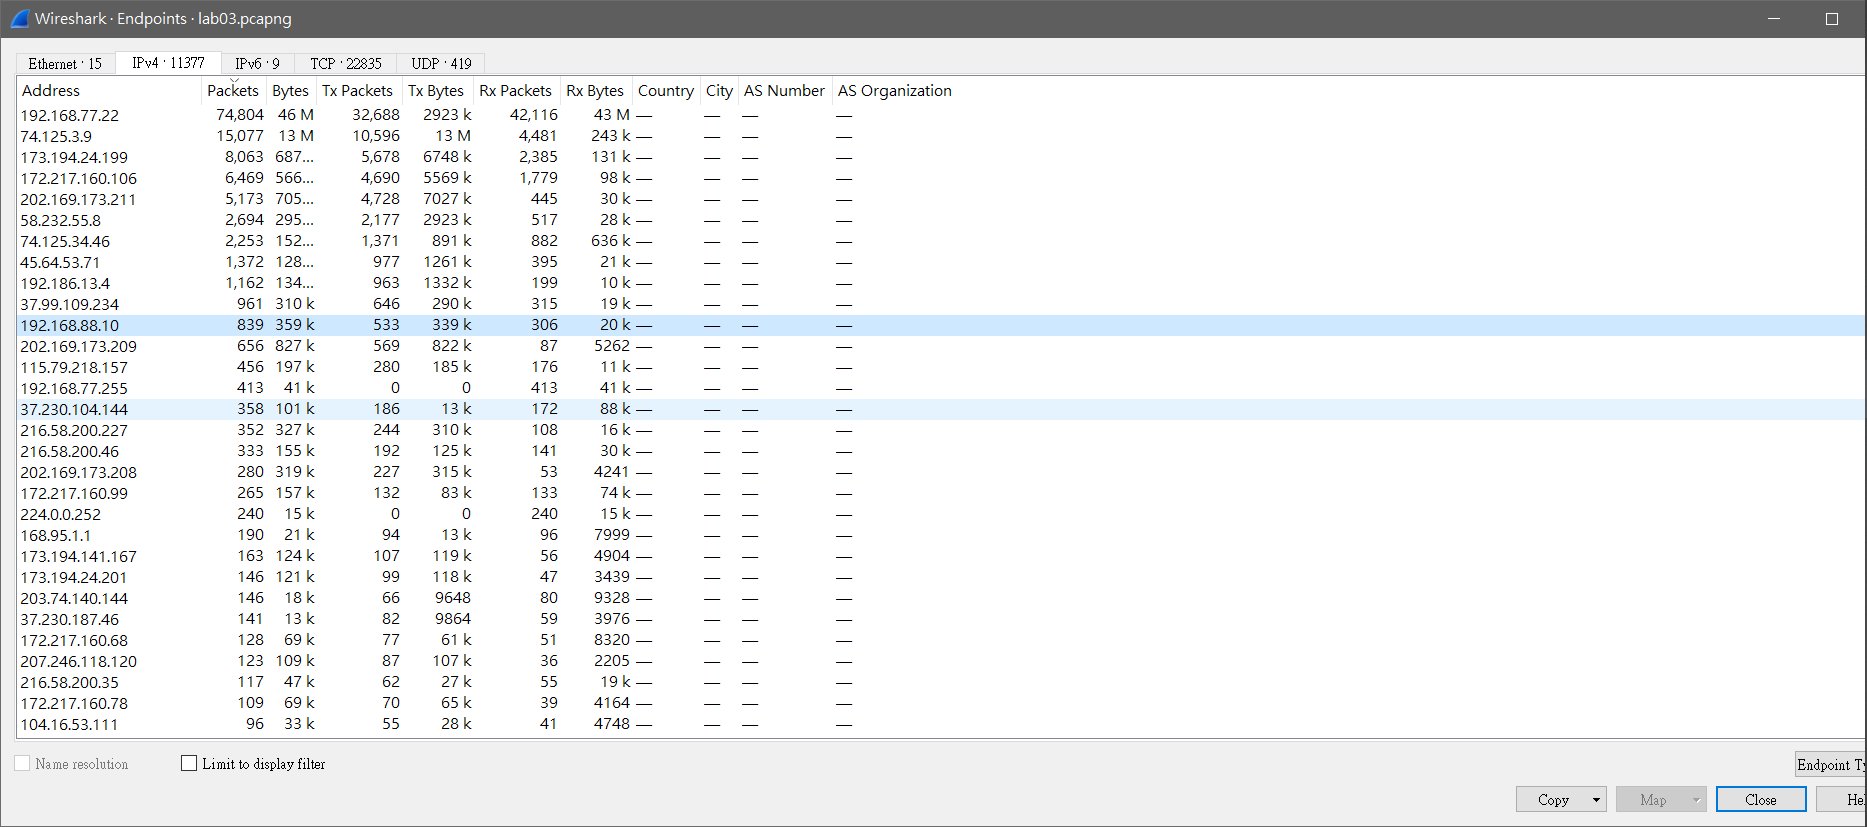 Wireshark · Endpoints · lab03.pcapng
Ethernet · 15 IPv4 · 11377 IPv6 · 9 TCP · 22835 UDP · 419
Address Packets Bytes Tx Packets Tx Bytes Rx Packets Rx Bytes Country City AS Number AS Organization
192.168.77.22 74,804 46 M 32,688 2923 k 42,116 43 M — — — —
74.125.3.9 15,077 13 M 10,596 13 M 4,481 243 k — — — —
173.194.24.199 8,063 687... 5,678 6748 k 2,385 131 k — — — —
172.217.160.106 6,469 566... 4,690 5569 k 1,779 98 k — — — —
202.169.173.211 5,173 705... 4,728 7027 k 445 30 k — — — —
58.232.55.8 2,694 295... 2,177 2923 k 517 28 k — — — —
74.125.34.46 2,253 152... 1,371 891 k 882 636 k — — — —
45.64.53.71 1,372 128... 977 1261 k 395 21 k — — — —
192.186.13.4 1,162 134... 963 1332 k 199 10 k — — — —
37.99.109.234 961 310 k 646 290 k 315 19 k — — — —
192.168.88.10 839 359 k 533 339 k 306 20 k — — — —
202.169.173.209 656 827 k 569 822 k 87 5262 — — — —
115.79.218.157 456 197 k 280 185 k 176 11 k — — — —
192.168.77.255 413 41 k 0 0 413 41 k — — — —
37.230.104.144 358 101 k 186 13 k 172 88 k — — — —
216.58.200.227 352 327 k 244 310 k 108 16 k — — — —
216.58.200.46 333 155 k 192 125 k 141 30 k — — — —
202.169.173.208 280 319 k 227 315 k 53 4241 — — — —
172.217.160.99 265 157 k 132 83 k 133 74 k — — — —
224.0.0.252 240 15 k 0 0 240 15 k — — — —
168.95.1.1 190 21 k 94 13 k 96 7999 — — — —
173.194.141.167 163 124 k 107 119 k 56 4904 — — — —
173.194.24.201 146 121 k 99 118 k 47 3439 — — — —
203.74.140.144 146 18 k 66 9648 80 9328 — — — —
37.230.187.46 141 13 k 82 9864 59 3976 — — — —
172.217.160.68 128 69 k 77 61 k 51 8320 — — — —
207.246.118.120 123 109 k 87 107 k 36 2205 — — — —
216.58.200.35 117 47 k 62 27 k 55 19 k — — — —
172.217.160.78 109 69 k 70 65 k 39 4164 — — — —
104.16.53.111 96 33 k 55 28 k 41 4748 — — — —
Name resolution Limit to display filter
Endpoint Ty
Copy Map Close Hel